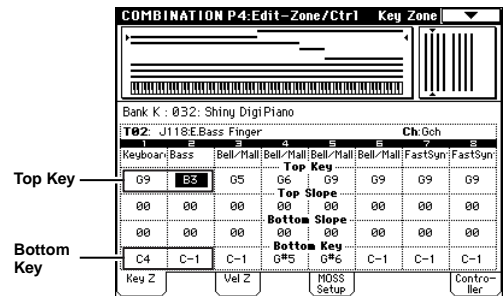 COMBINATION P4:Edit-Zone/Ctrl Key Zone
Bank K : 032: Shiny DigiPiano
T02: J118:E.Bass Finger Ch:Gch
1 2 3 4 5 6 7 8
Keyboar Bass Bell/Mall Bell/Mall Bell/Mall Bell/Mall FastSyn FastSyn
Top Key
Top Key G9 B3 G5 G6 G9 G9 G9 G9
Top Slope
00 00 00 00 00 00 00 00
Bottom Slope
00 00 00 00 00 00 00 00
Bottom Key
Bottom Key C4 C-1 C-1 G#5 G#6 C-1 C-1 C-1
Key Z Vel Z MOSS Setup Contro-ller